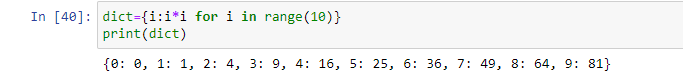 In [40]: dict={i:i*i for i in range(10)}
print(dict)
{0: 0, 1: 1, 2: 4, 3: 9, 4: 16, 5: 25, 6: 36, 7: 49, 8: 64, 9: 81}